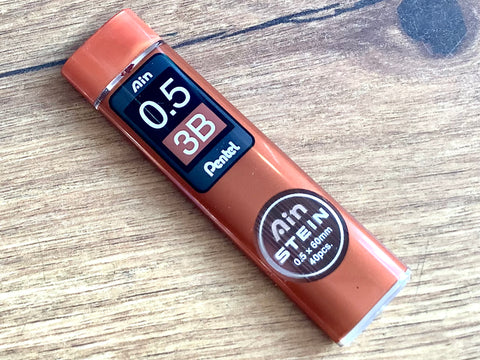 Ain
0.5
3B
Pentel
Ain
STEIN
0.5 × 60mm
40pcs.